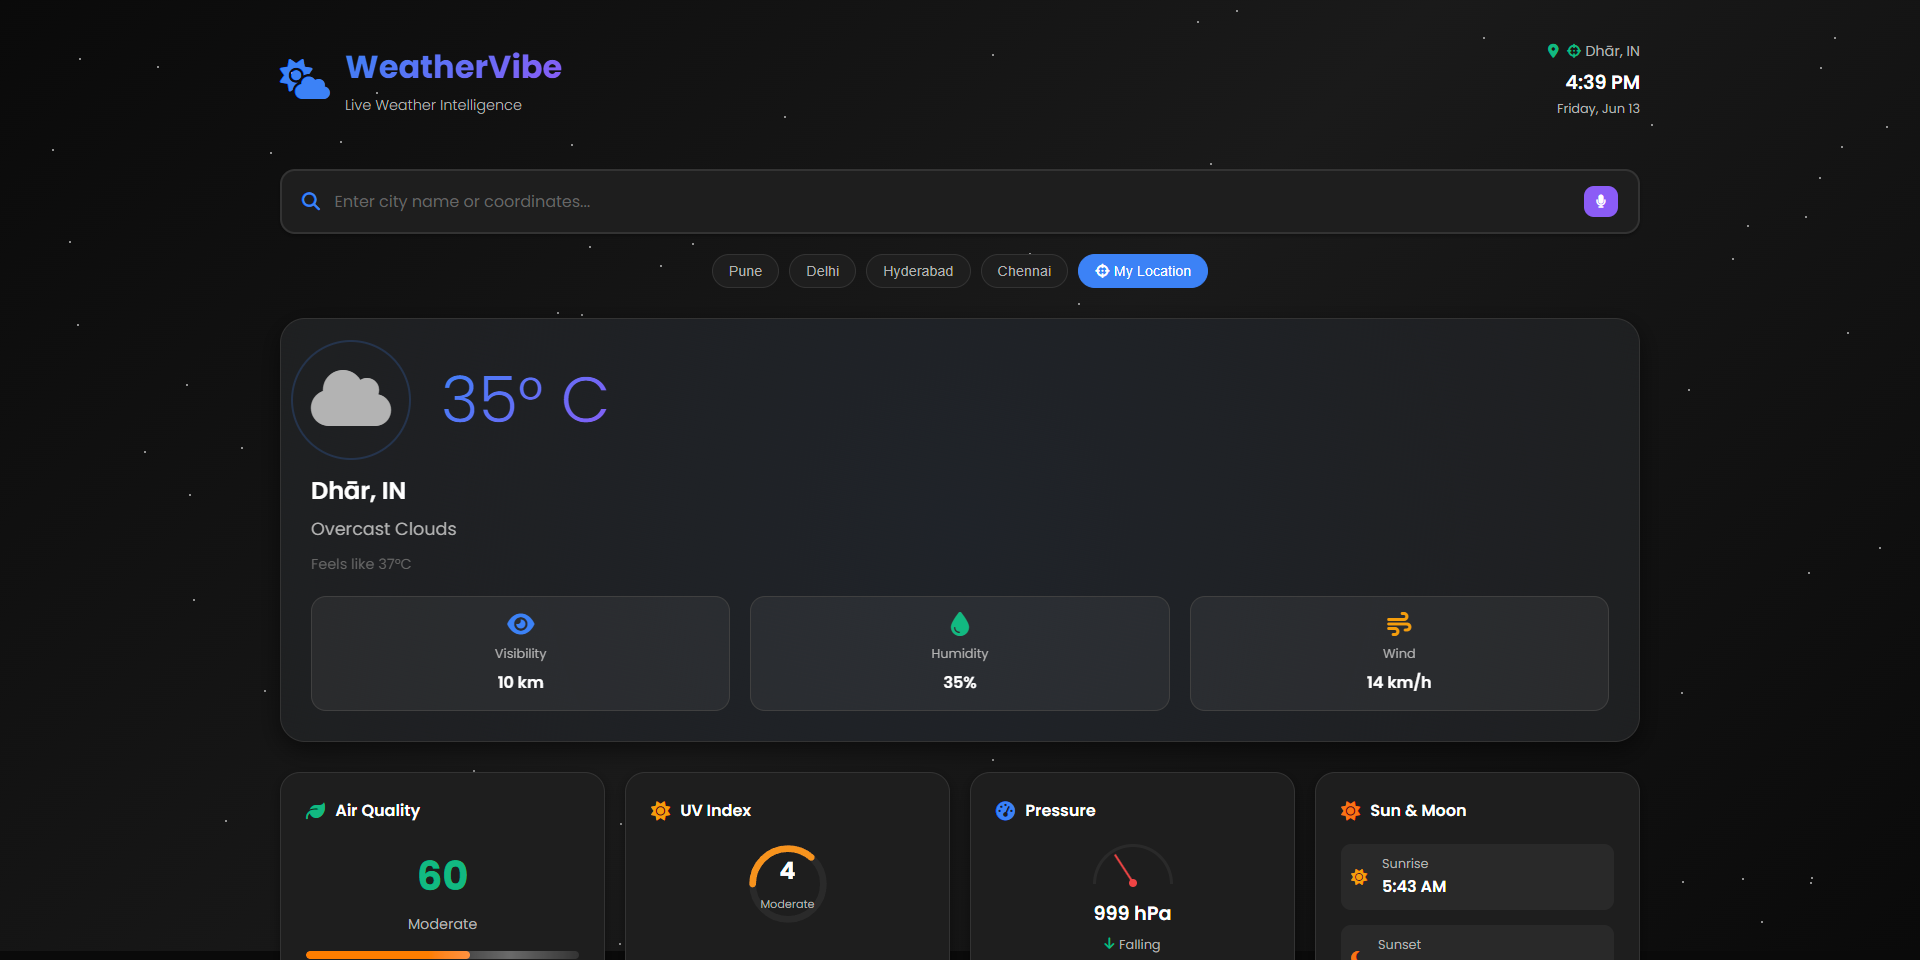 WeatherVibe
Live Weather Intelligence
Dhār, IN
4:39 PM
Friday, Jun 13
Enter city name or coordinates...
Pune
Delhi
Hyderabad
Chennai
My Location
35° C
Dhār, IN
Overcast Clouds
Feels like 37°C
Visibility
10 km
Humidity
35%
Wind
14 km/h
Air Quality
60
Moderate
UV Index
4
Moderate
Pressure
999 hPa
Falling
Sun & Moon
Sunrise
5:43 AM
Sunset